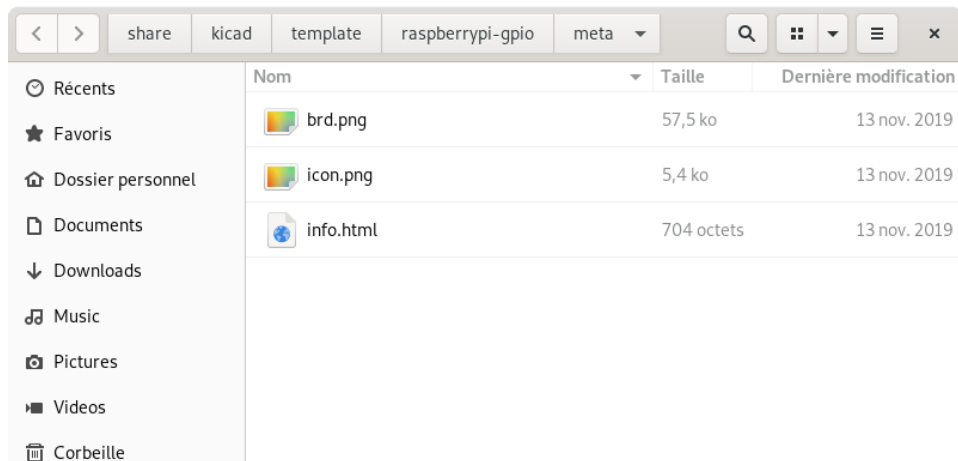 share kicad template raspberrypi-gpio meta
Nom Taille Dernière modification
Récents
brd.png 57,5 ko 13 nov. 2019
Favoris
icon.png 5,4 ko 13 nov. 2019
Dossier personnel
Documents
info.html 704 octets 13 nov. 2019
Downloads
Music
Pictures
Videos
Corbeille